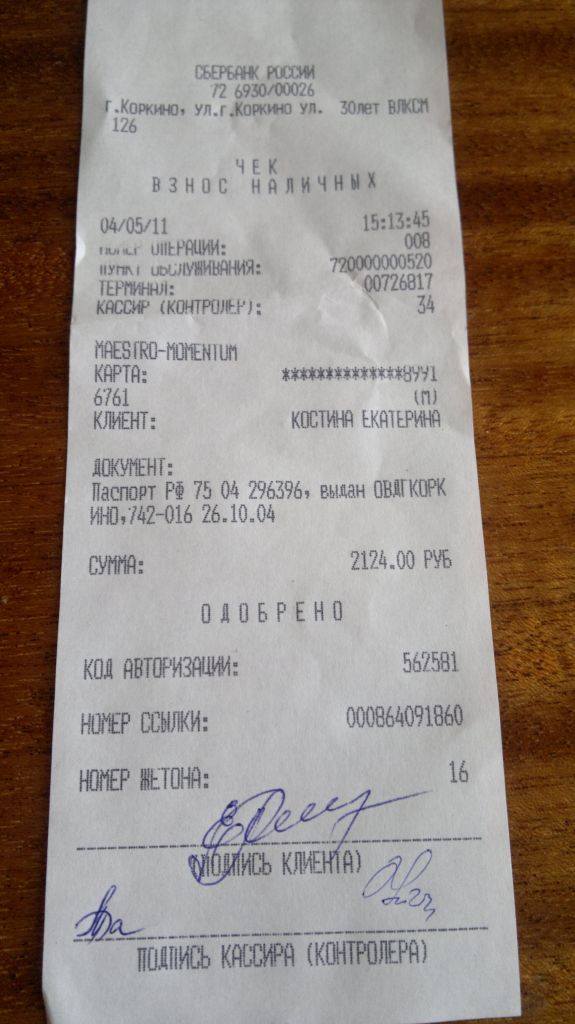 СБЕРБАНК РОССИИ
72 6930/00026
г.Коркино, ул.г.Коркино ул. 30лет ВЛКСМ
126
ЧЕК
ВЗНОС НАЛИЧНЫХ
04/05/11 15:13:45
НОМЕР ОПЕРАЦИИ: 008
ПУНКТ ОБСЛУЖИВАНИЯ: 720000000520
ТЕРМИНАЛ: 00726817
КАССИР (КОНТРОЛЕР): 34
MAESTRO-MOMENTUM
КАРТА: **************8991
6761 (M)
КЛИЕНТ: КОСТИНА ЕКАТЕРИНА
ДОКУМЕНТ:
Паспорт РФ 75 04 296396, выдан ОВДГКОРК
ИНО,742-016 26.10.04
СУММА: 2124.00 РУБ
ОДОБРЕНО
КОД АВТОРИЗАЦИИ: 562581
НОМЕР ССЫЛКИ: 000864091860
НОМЕР ЖЕТОНА: 16
(ПОДПИСЬ КЛИЕНТА)
ПОДПИСЬ КАССИРА (КОНТРОЛЕРА)